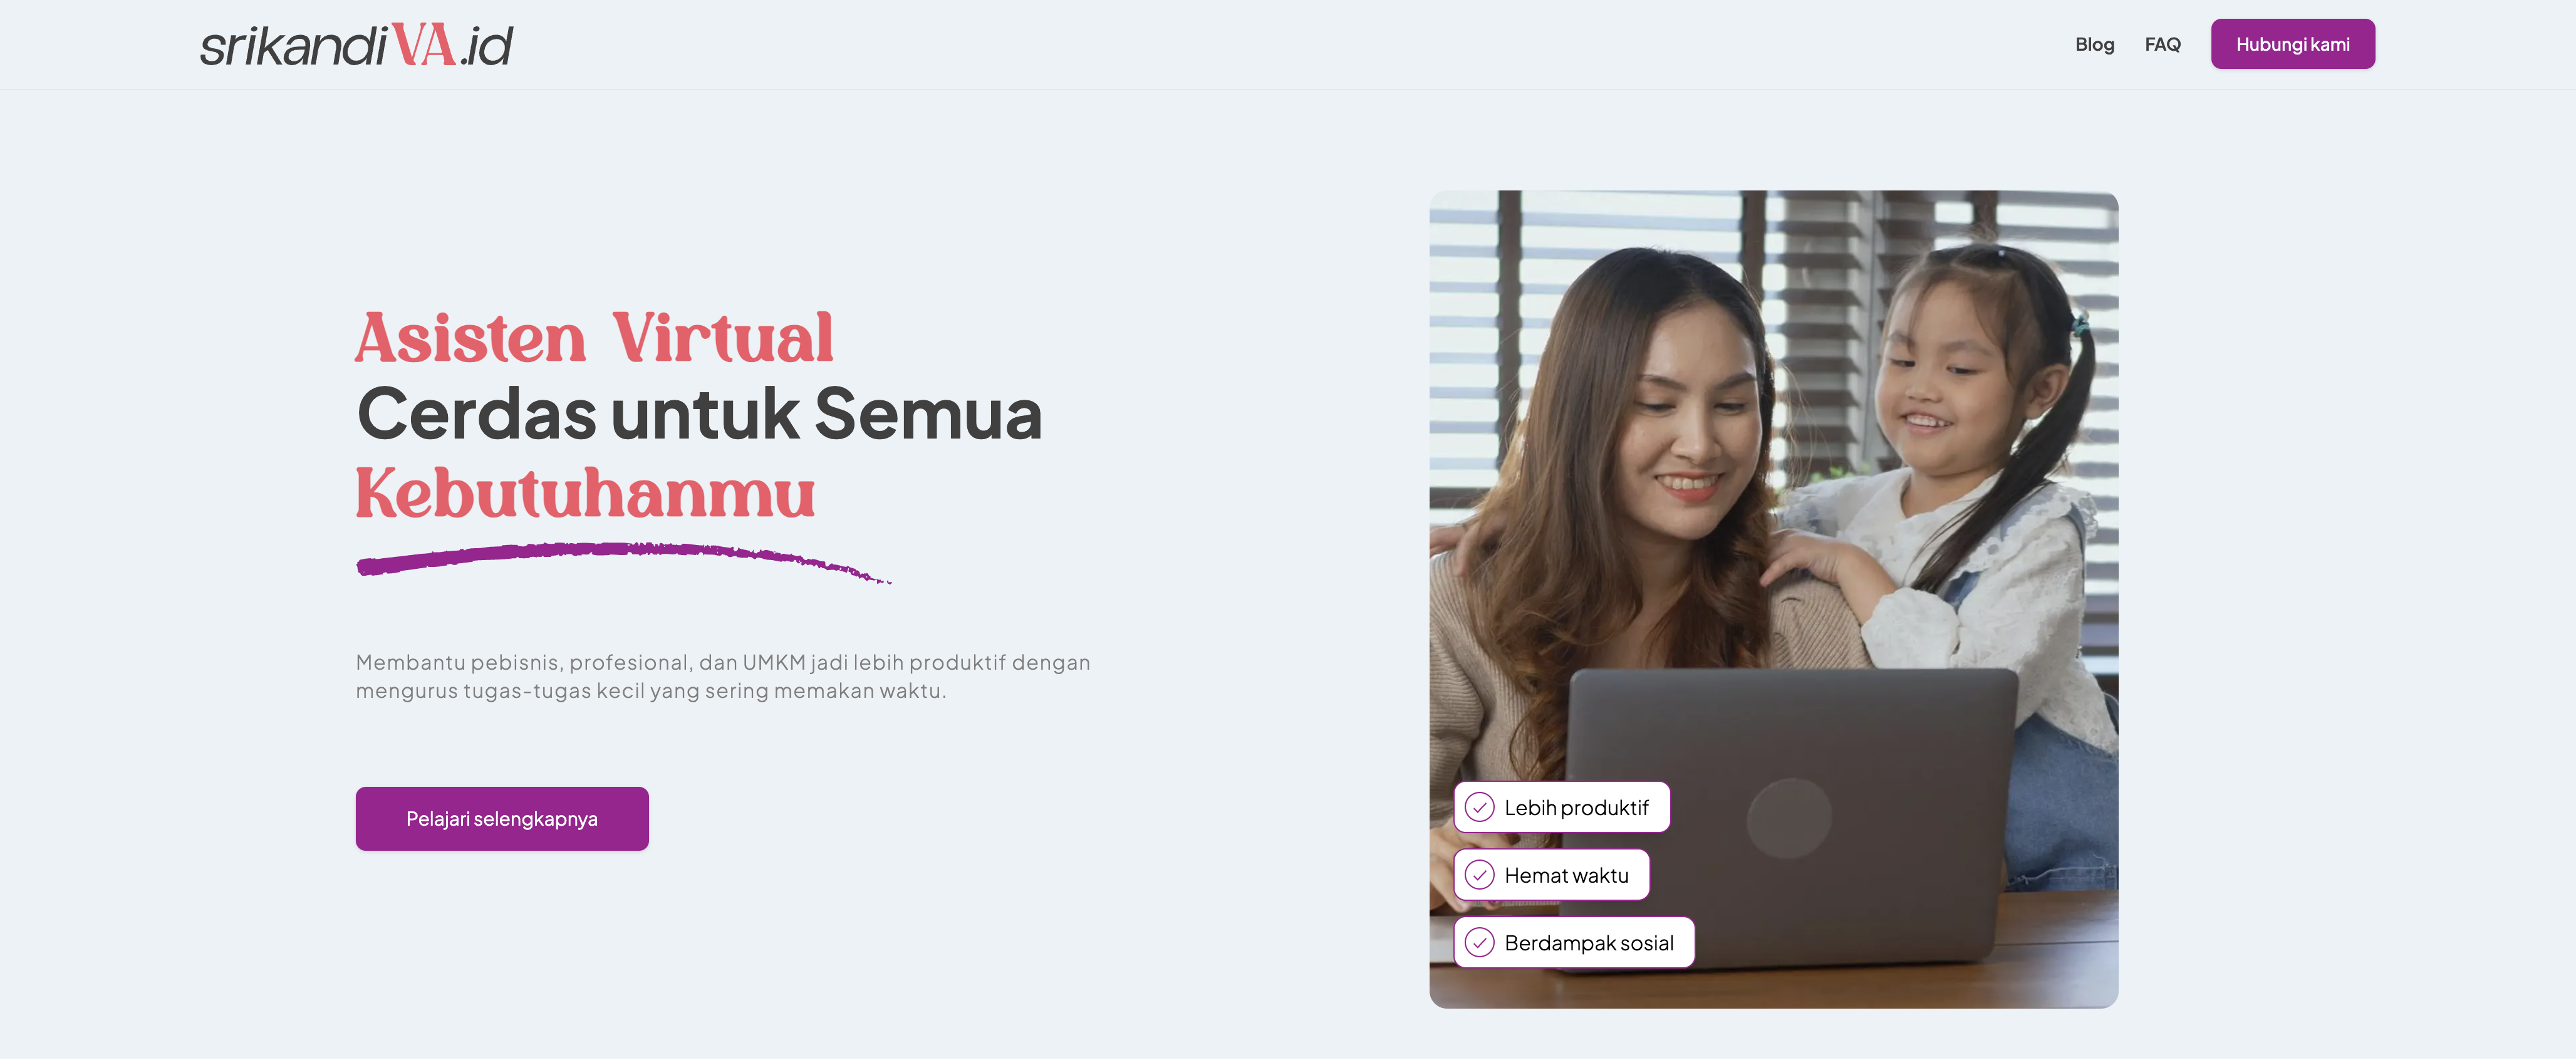 srikandiVA.id
Blog
FAQ
Hubungi kami
Asisten Virtual
Cerdas untuk Semua
Kebutuhanmu
Membantu pebisnis, profesional, dan UMKM jadi lebih produktif dengan
mengurus tugas-tugas kecil yang sering memakan waktu.
Pelajari selengkapnya
Lebih produktif
Hemat waktu
Berdampak sosial